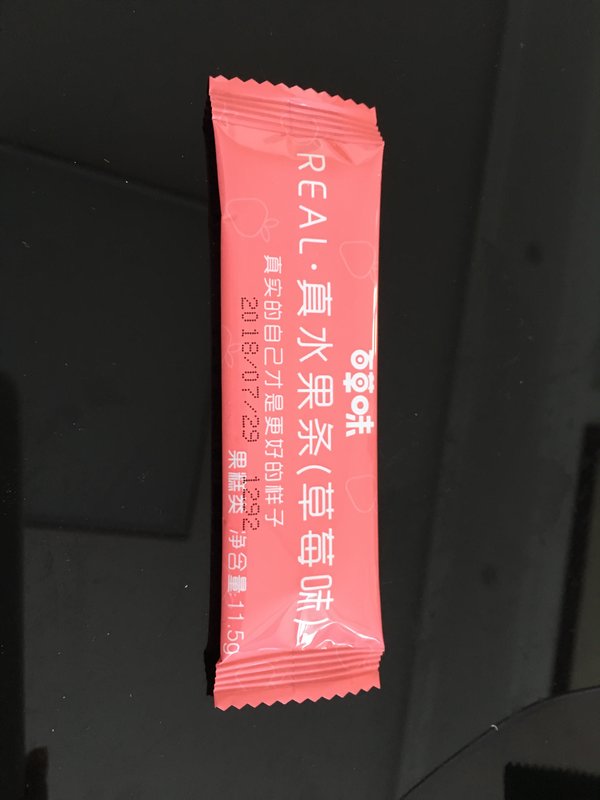 百草味
REAL·真水果条(草莓味)
真实的自己才是更好的样子
2018/07/29 1292
果糕类 净含量:11.5g